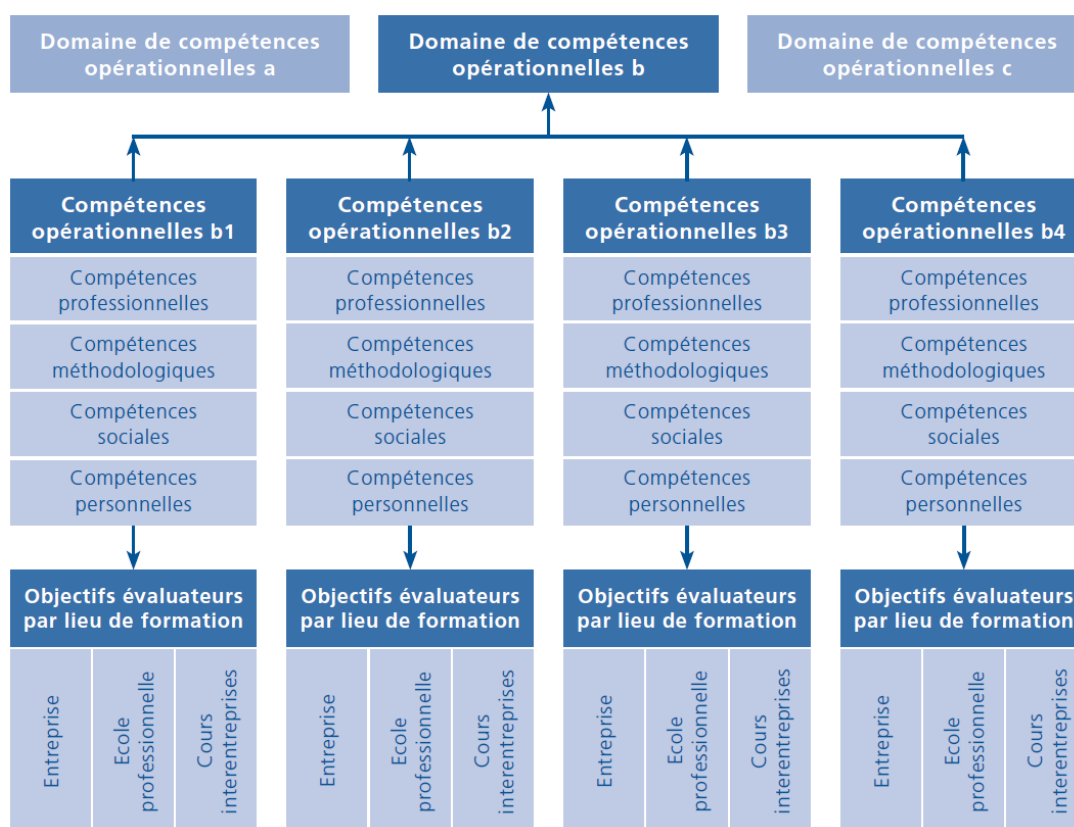 Domaine de compétences
opérationnelles a
Domaine de compétences
opérationnelles b
Domaine de compétences
opérationnelles c
Compétences
opérationnelles b1
Compétences
professionnelles
Compétences
méthodologiques
Compétences
sociales
Compétences
personnelles
Objectifs évaluateurs
par lieu de formation
Entreprise
Ecole
professionnelle
Cours
interentreprises
Compétences
opérationnelles b2
Compétences
professionnelles
Compétences
méthodologiques
Compétences
sociales
Compétences
personnelles
Objectifs évaluateurs
par lieu de formation
Entreprise
Ecole
professionnelle
Cours
interentreprises
Compétences
opérationnelles b3
Compétences
professionnelles
Compétences
méthodologiques
Compétences
sociales
Compétences
personnelles
Objectifs évaluateurs
par lieu de formation
Entreprise
Ecole
professionnelle
Cours
interentreprises
Compétences
opérationnelles b4
Compétences
professionnelles
Compétences
méthodologiques
Compétences
sociales
Compétences
personnelles
Objectifs évaluateurs
par lieu de formation
Entreprise
Ecole
professionnelle
Cours
interentreprises